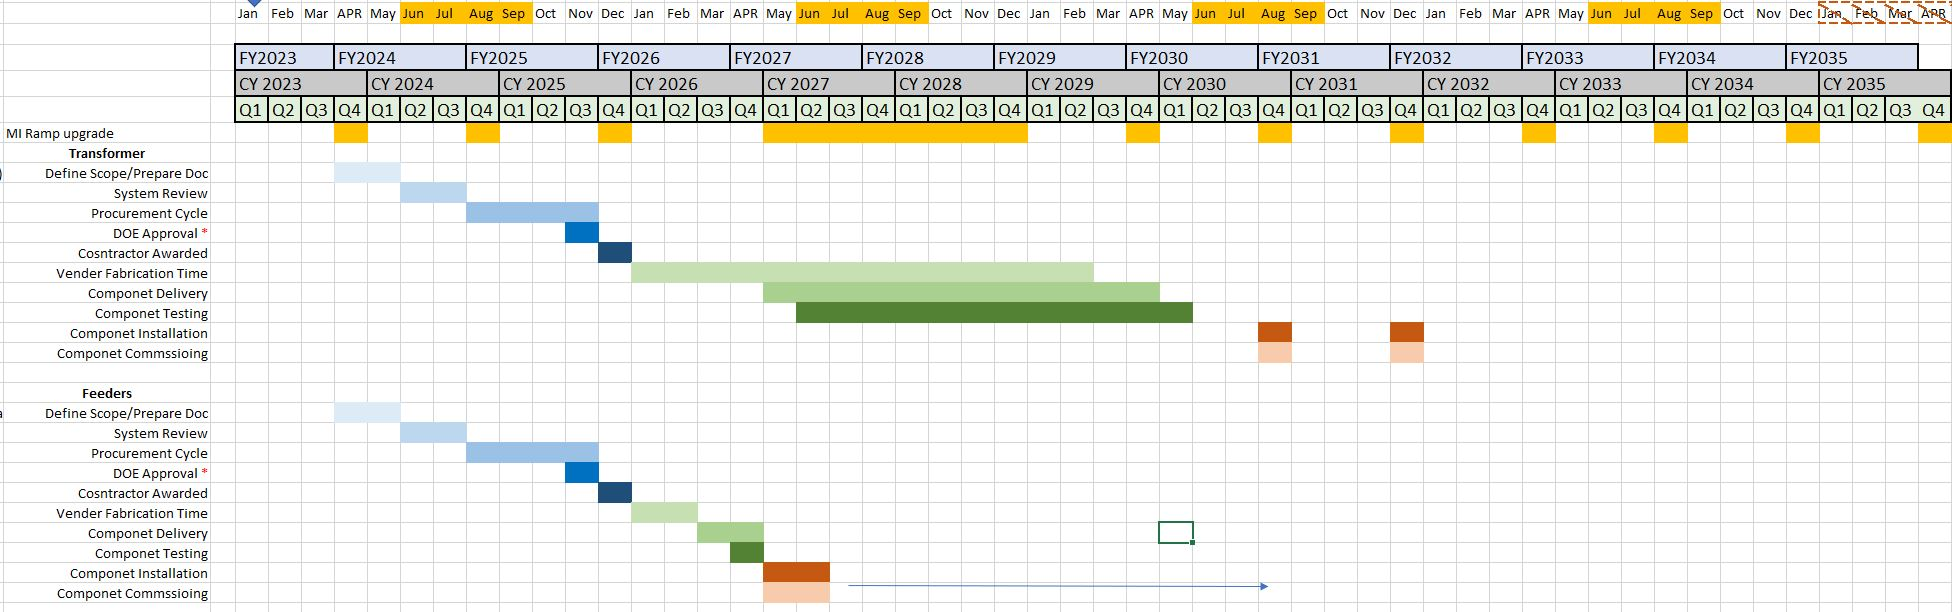 Jan Feb Mar APR May Jun Jul Aug Sep Oct Nov Dec Jan Feb Mar APR May Jun Jul Aug Sep Oct Nov Dec Jan Feb Mar APR May Jun Jul Aug Sep Oct Nov Dec Jan Feb Mar APR May Jun Jul Aug Sep Oct Nov Dec Jan Feb Mar APR
FY2023 FY2024 FY2025 FY2026 FY2027 FY2028 FY2029 FY2030 FY2031 FY2032 FY2033 FY2034 FY2035
CY 2023 CY 2024 CY 2025 CY 2026 CY 2027 CY 2028 CY 2029 CY 2030 CY 2031 CY 2032 CY 2033 CY 2034 CY 2035
Q1 Q2 Q3 Q4 Q1 Q2 Q3 Q4 Q1 Q2 Q3 Q4 Q1 Q2 Q3 Q4 Q1 Q2 Q3 Q4 Q1 Q2 Q3 Q4 Q1 Q2 Q3 Q4 Q1 Q2 Q3 Q4 Q1 Q2 Q3 Q4 Q1 Q2 Q3 Q4 Q1 Q2 Q3 Q4 Q1 Q2 Q3 Q4 Q1 Q2 Q3 Q4
MI Ramp upgrade
Transformer
) Define Scope/Prepare Doc
System Review
Procurement Cycle
DOE Approval *
Cosntractor Awarded
Vender Fabrication Time
Componet Delivery
Componet Testing
Componet Installation
Componet Commssioing
Feeders
a Define Scope/Prepare Doc
System Review
Procurement Cycle
DOE Approval *
Cosntractor Awarded
Vender Fabrication Time
Componet Delivery
Componet Testing
Componet Installation
Componet Commssioing